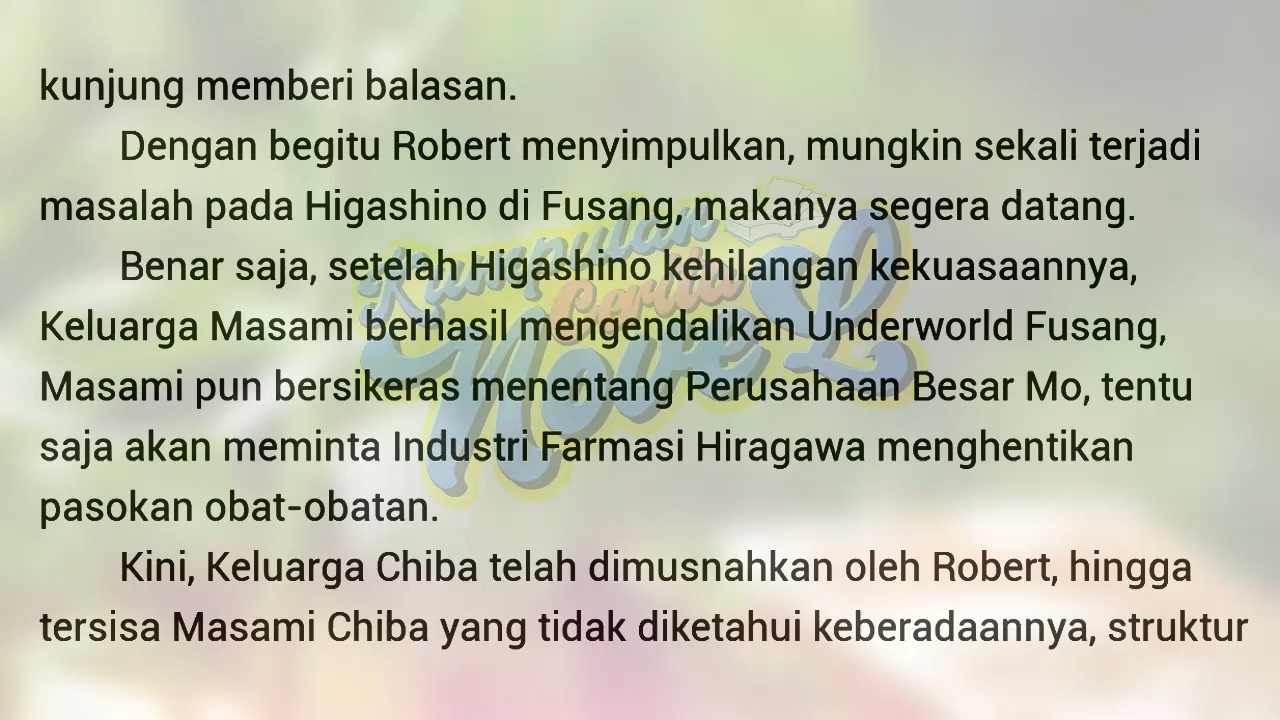 kunjung memberi balasan.
Dengan begitu Robert menyimpulkan, mungkin sekali terjadi
masalah pada Higashino di Fusang, makanya segera datang.
Benar saja, setelah Higashino kehilangan kekuasaannya,
Keluarga Masami berhasil mengendalikan Underworld Fusang,
Masami pun bersikeras menentang Perusahaan Besar Mo, tentu
saja akan meminta Industri Farmasi Hiragawa menghentikan
pasokan obat-obatan.
Kini, Keluarga Chiba telah dimusnahkan oleh Robert, hingga
tersisa Masami Chiba yang tidak diketahui keberadaannya, struktur
Kumpulan
Cerita
Novel